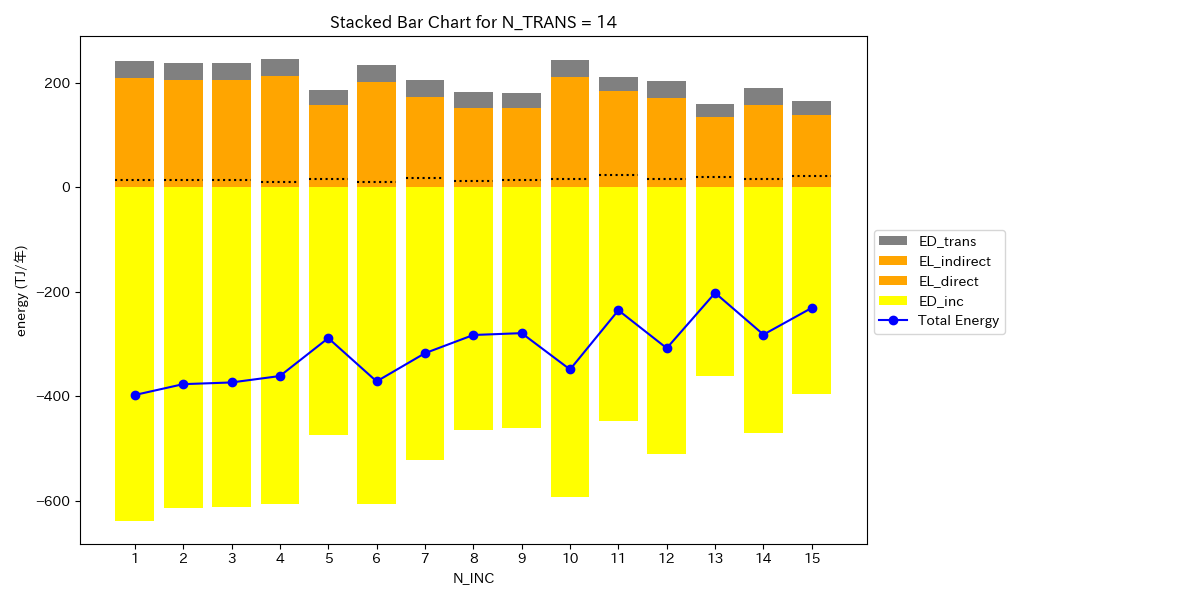 Stacked Bar Chart for N_TRANS = 14
energy (TJ/年)
200
0
−200
−400
−600
1 2 3 4 5 6 7 8 9 10 11 12 13 14 15
N_INC
ED_trans
EL_indirect
EL_direct
ED_inc
Total Energy